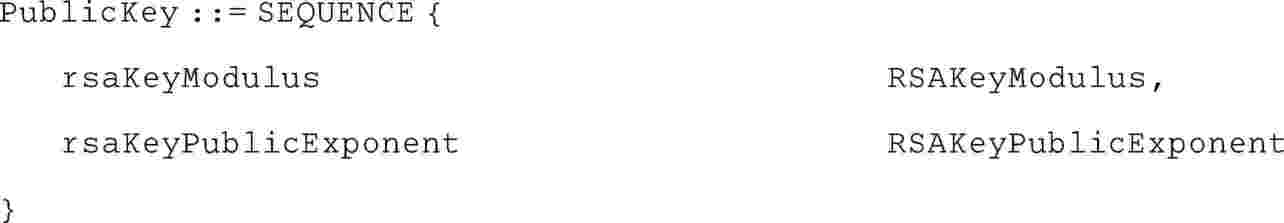 PublicKey ::= SEQUENCE {
rsaKeyModulus RSAKeyModulus,
rsaKeyPublicExponent RSAKeyPublicExponent
}